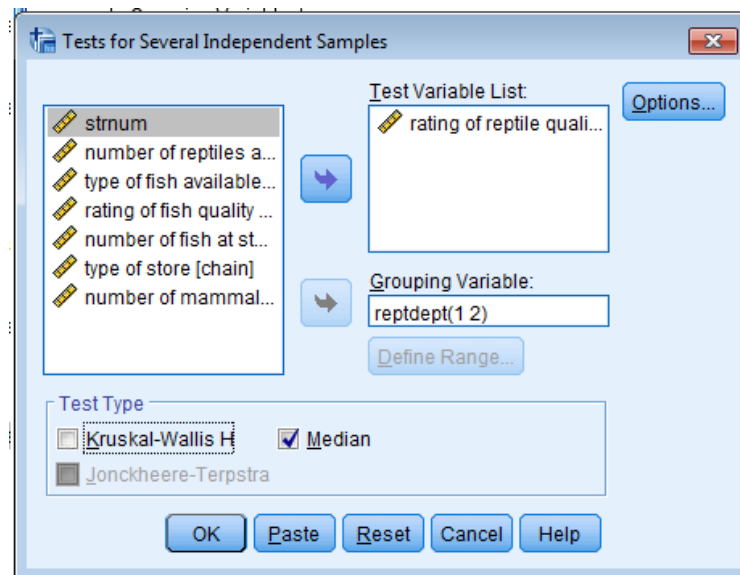 Tests for Several Independent Samples
Test Variable List:
Options...
strnum
number of reptiles a...
type of fish available...
rating of fish quality ...
number of fish at st...
type of store [chain]
number of mammal...
rating of reptile quali...
Grouping Variable:
reptdept(1 2)
Define Range...
Test Type
Kruskal-Wallis H
Median
Jonckheere-Terpstra
OK
Paste
Reset
Cancel
Help